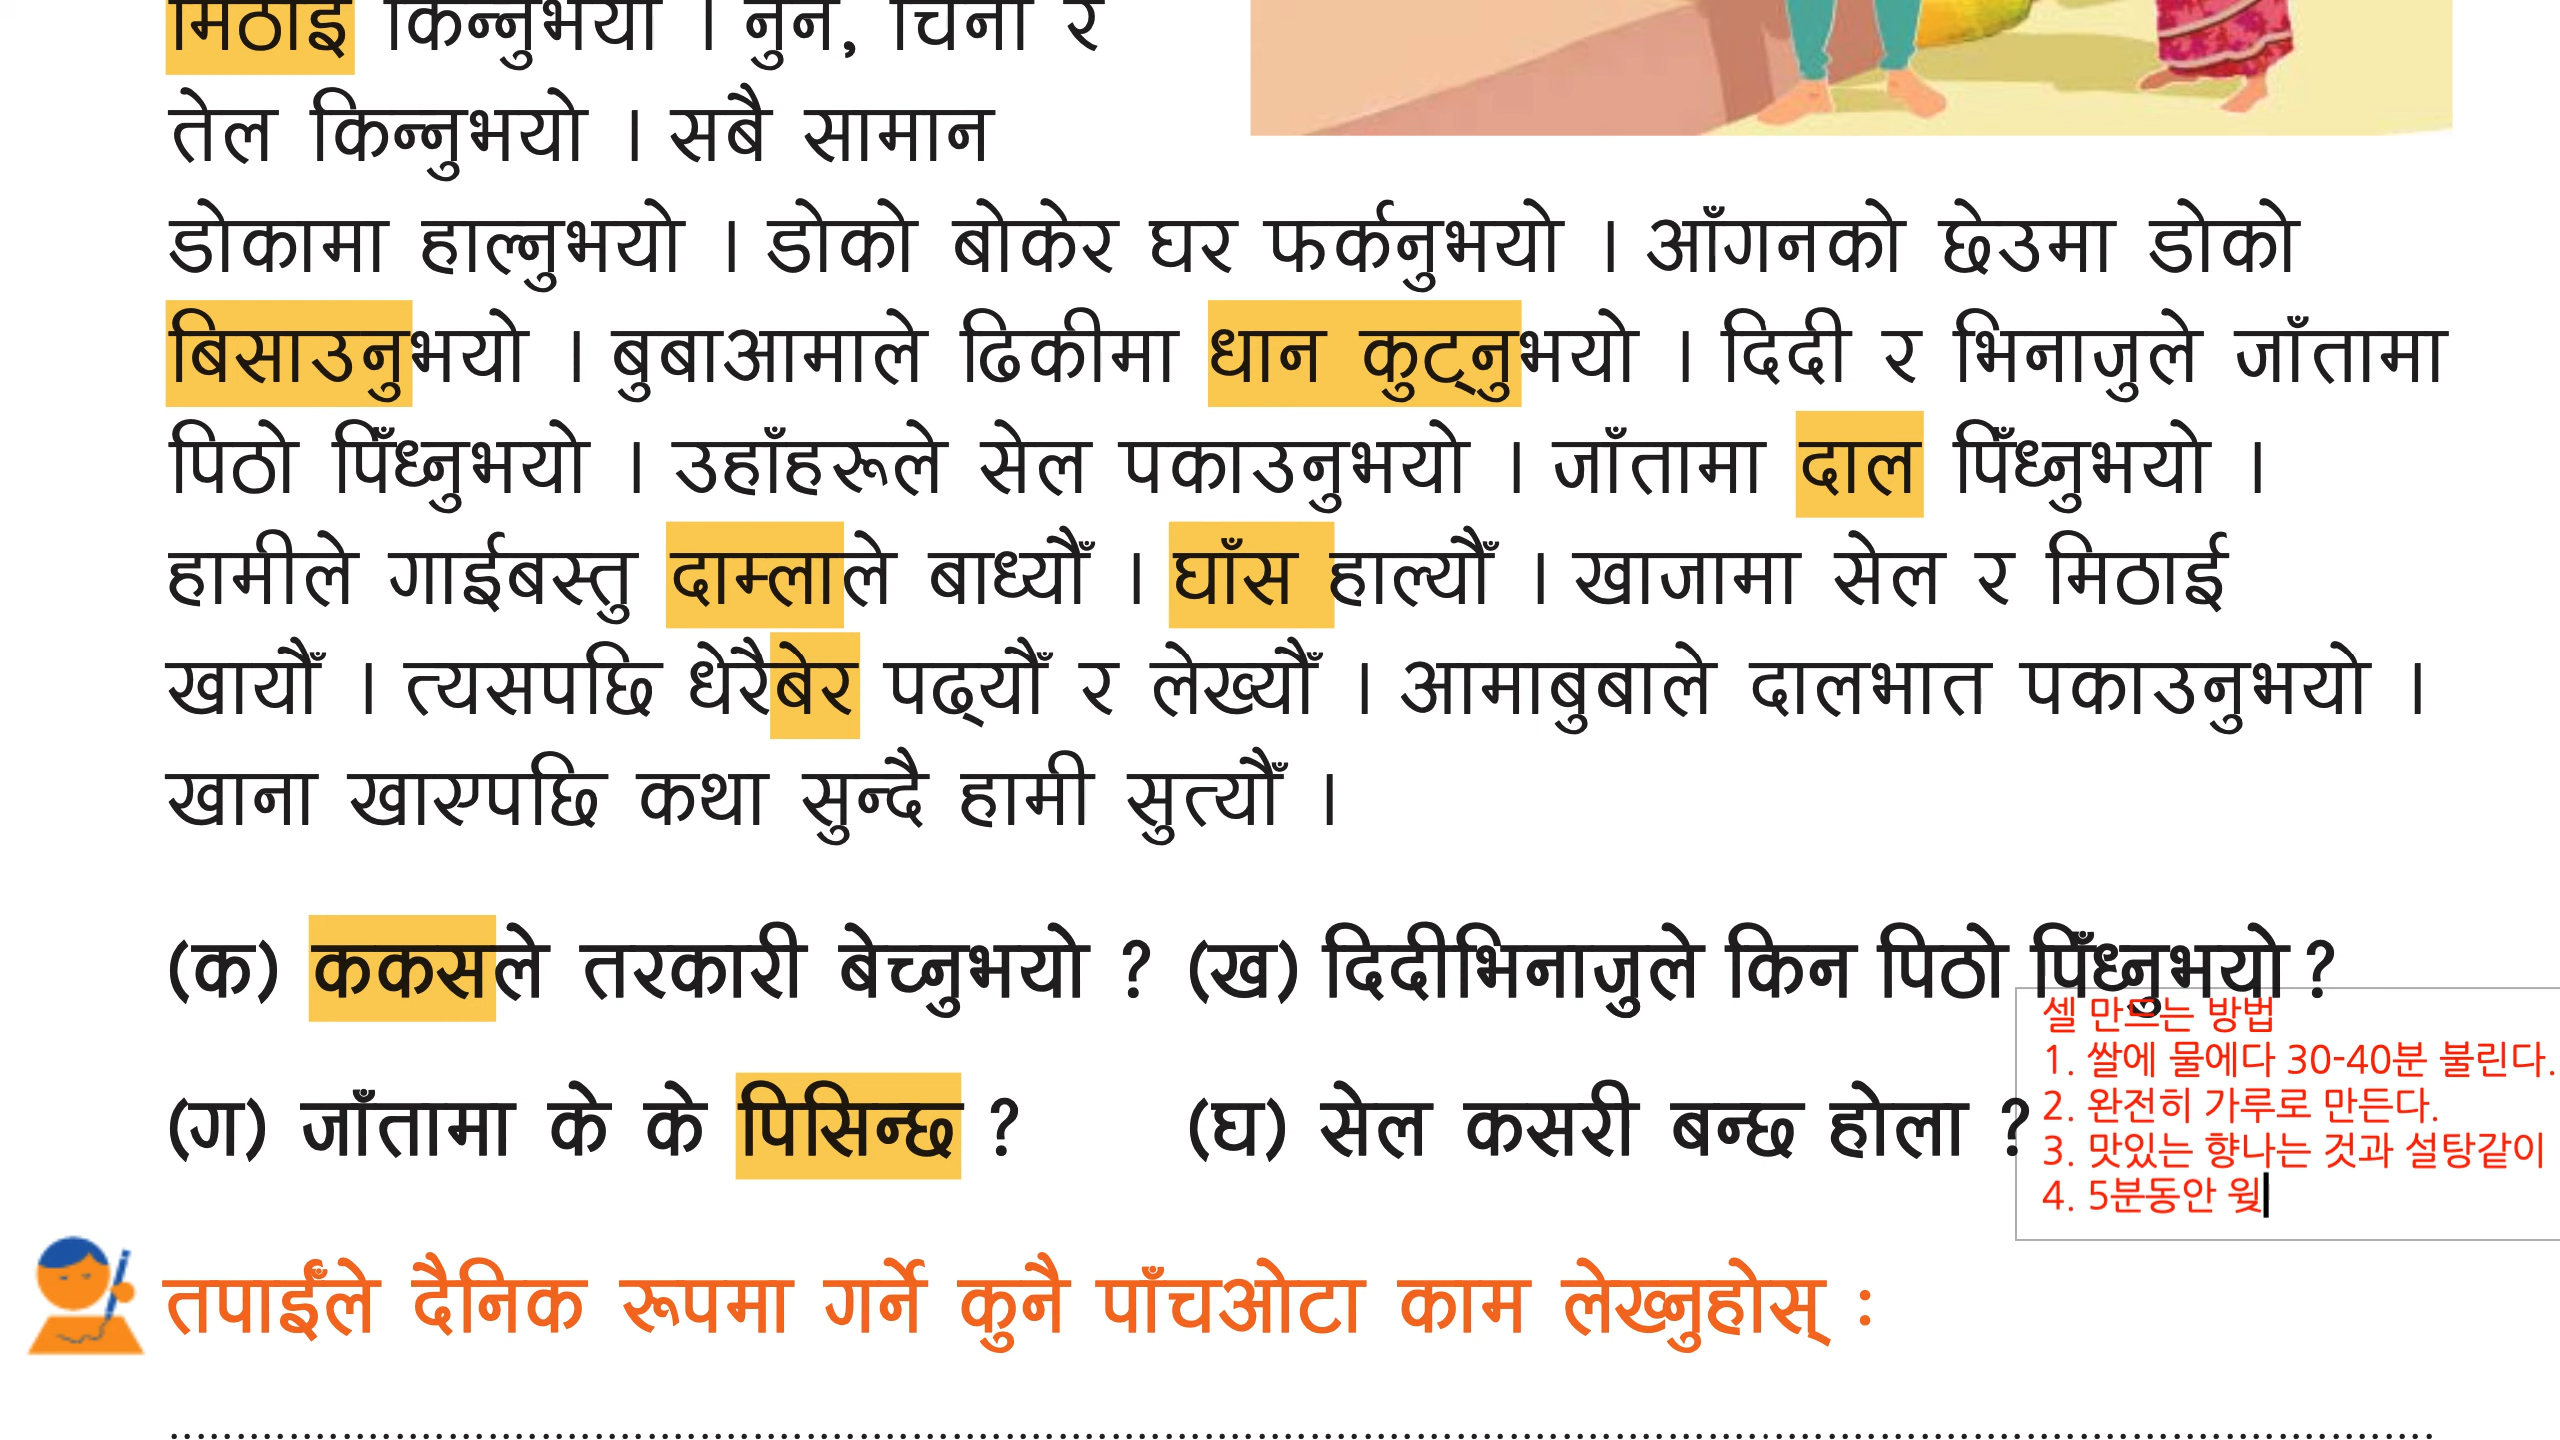 मिठाई किन्नुभयो । नुन, चिनी र
तेल किन्नुभयो । सबै सामान
डोकामा हाल्नुभयो । डोको बोकेर घर फर्कनुभयो । आँगनको छेउमा डोको
बिसाउनुभयो । बुबाआमाले ढिकीमा धान कुट्नुभयो । दिदी र भिनाजुले जाँतामा
पिठो पिँध्नुभयो । उहाँहरूले सेल पकाउनुभयो । जाँतामा दाल पिँध्नुभयो ।
हामीले गाईबस्तु दाम्लाले बाध्यौँ । घाँस हाल्यौँ । खाजामा सेल र मिठाई
खायौँ । त्यसपछि धेरैबेर पढ्यौँ र लेख्यौँ । आमाबुबाले दालभात पकाउनुभयो ।
खाना खाएपछि कथा सुन्दै हामी सुत्यौँ ।
(क) ककसले तरकारी बेच्नुभयो ? (ख) दिदीभिनाजुले किन पिठो पिँध्नुभयो ?
(ग) जाँतामा के के पिसिन्छ ? (घ) सेल कसरी बन्छ होला ?
셀 만드는 방법
1. 쌀에 물에다 30-40분 불린다.
2. 완전히 가루로 만든다.
3. 맛있는 향나는 것과 설탕같이
4. 5분동안 윚
तपाईँले दैनिक रूपमा गर्ने कुनै पाँचओटा काम लेख्नुहोस् :